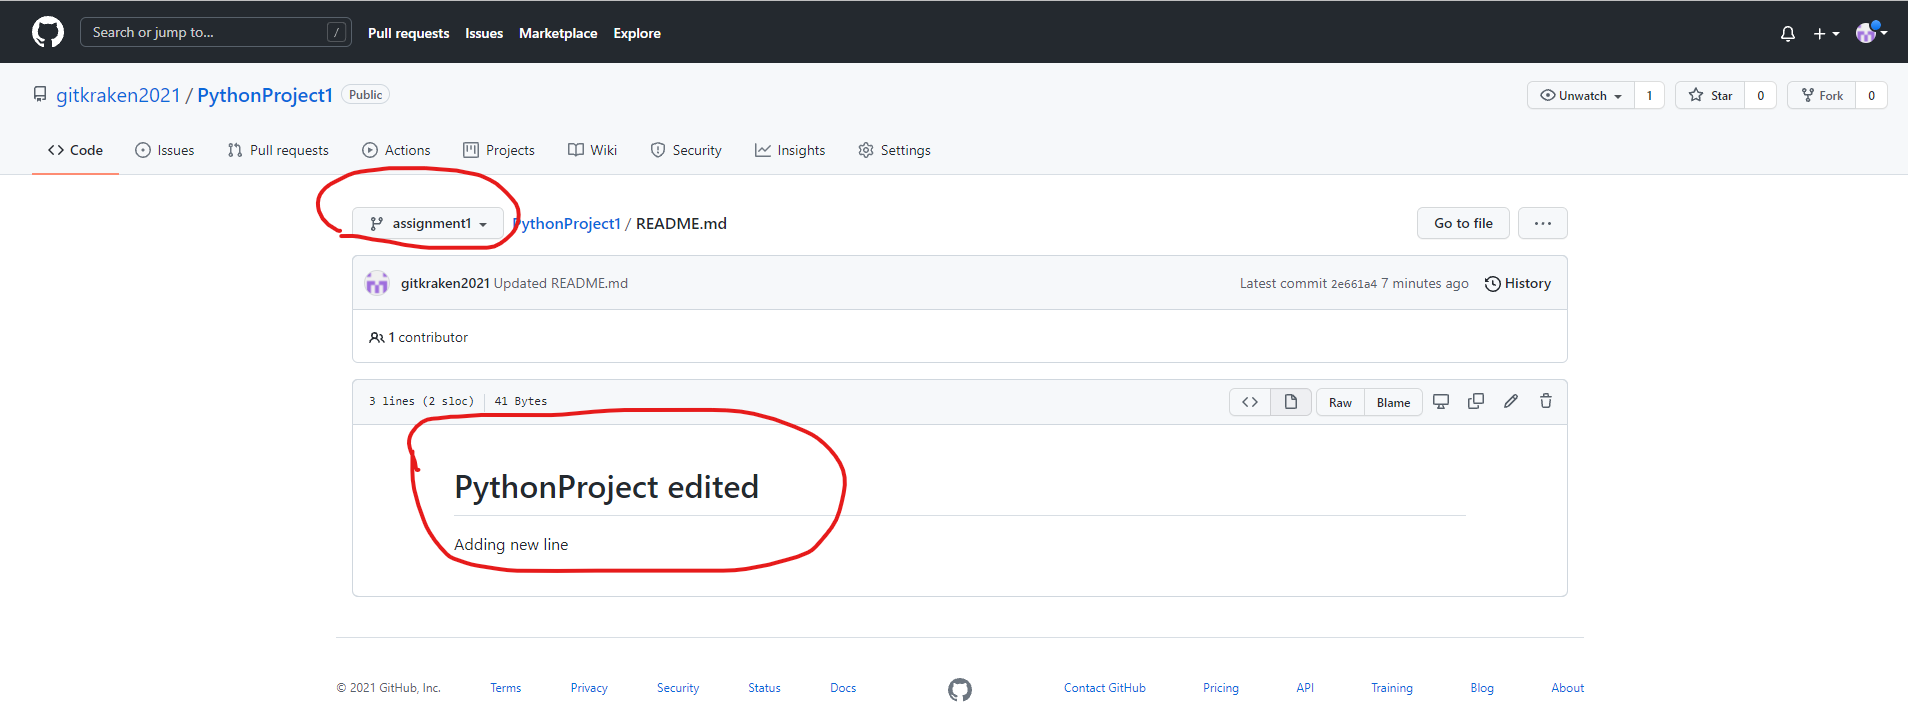 Search or jump to... / Pull requests Issues Marketplace Explore
gitkraken2021 / PythonProject1 Public Unwatch 1 Star 0 Fork 0
Code Issues Pull requests Actions Projects Wiki Security Insights Settings
assignment1 PythonProject1 / README.md Go to file ...
gitkraken2021 Updated README.md Latest commit 2e661a4 7 minutes ago History
1 contributor
3 lines (2 sloc) 41 Bytes <> Raw Blame
PythonProject edited
Adding new line
© 2021 GitHub, Inc. Terms Privacy Security Status Docs Contact GitHub Pricing API Training Blog About